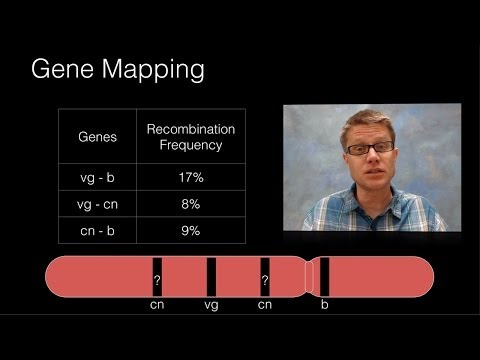 Gene Mapping
Genes Recombination Frequency
vg - b 17%
vg - cn 8%
cn - b 9%
? ?
cn vg cn b